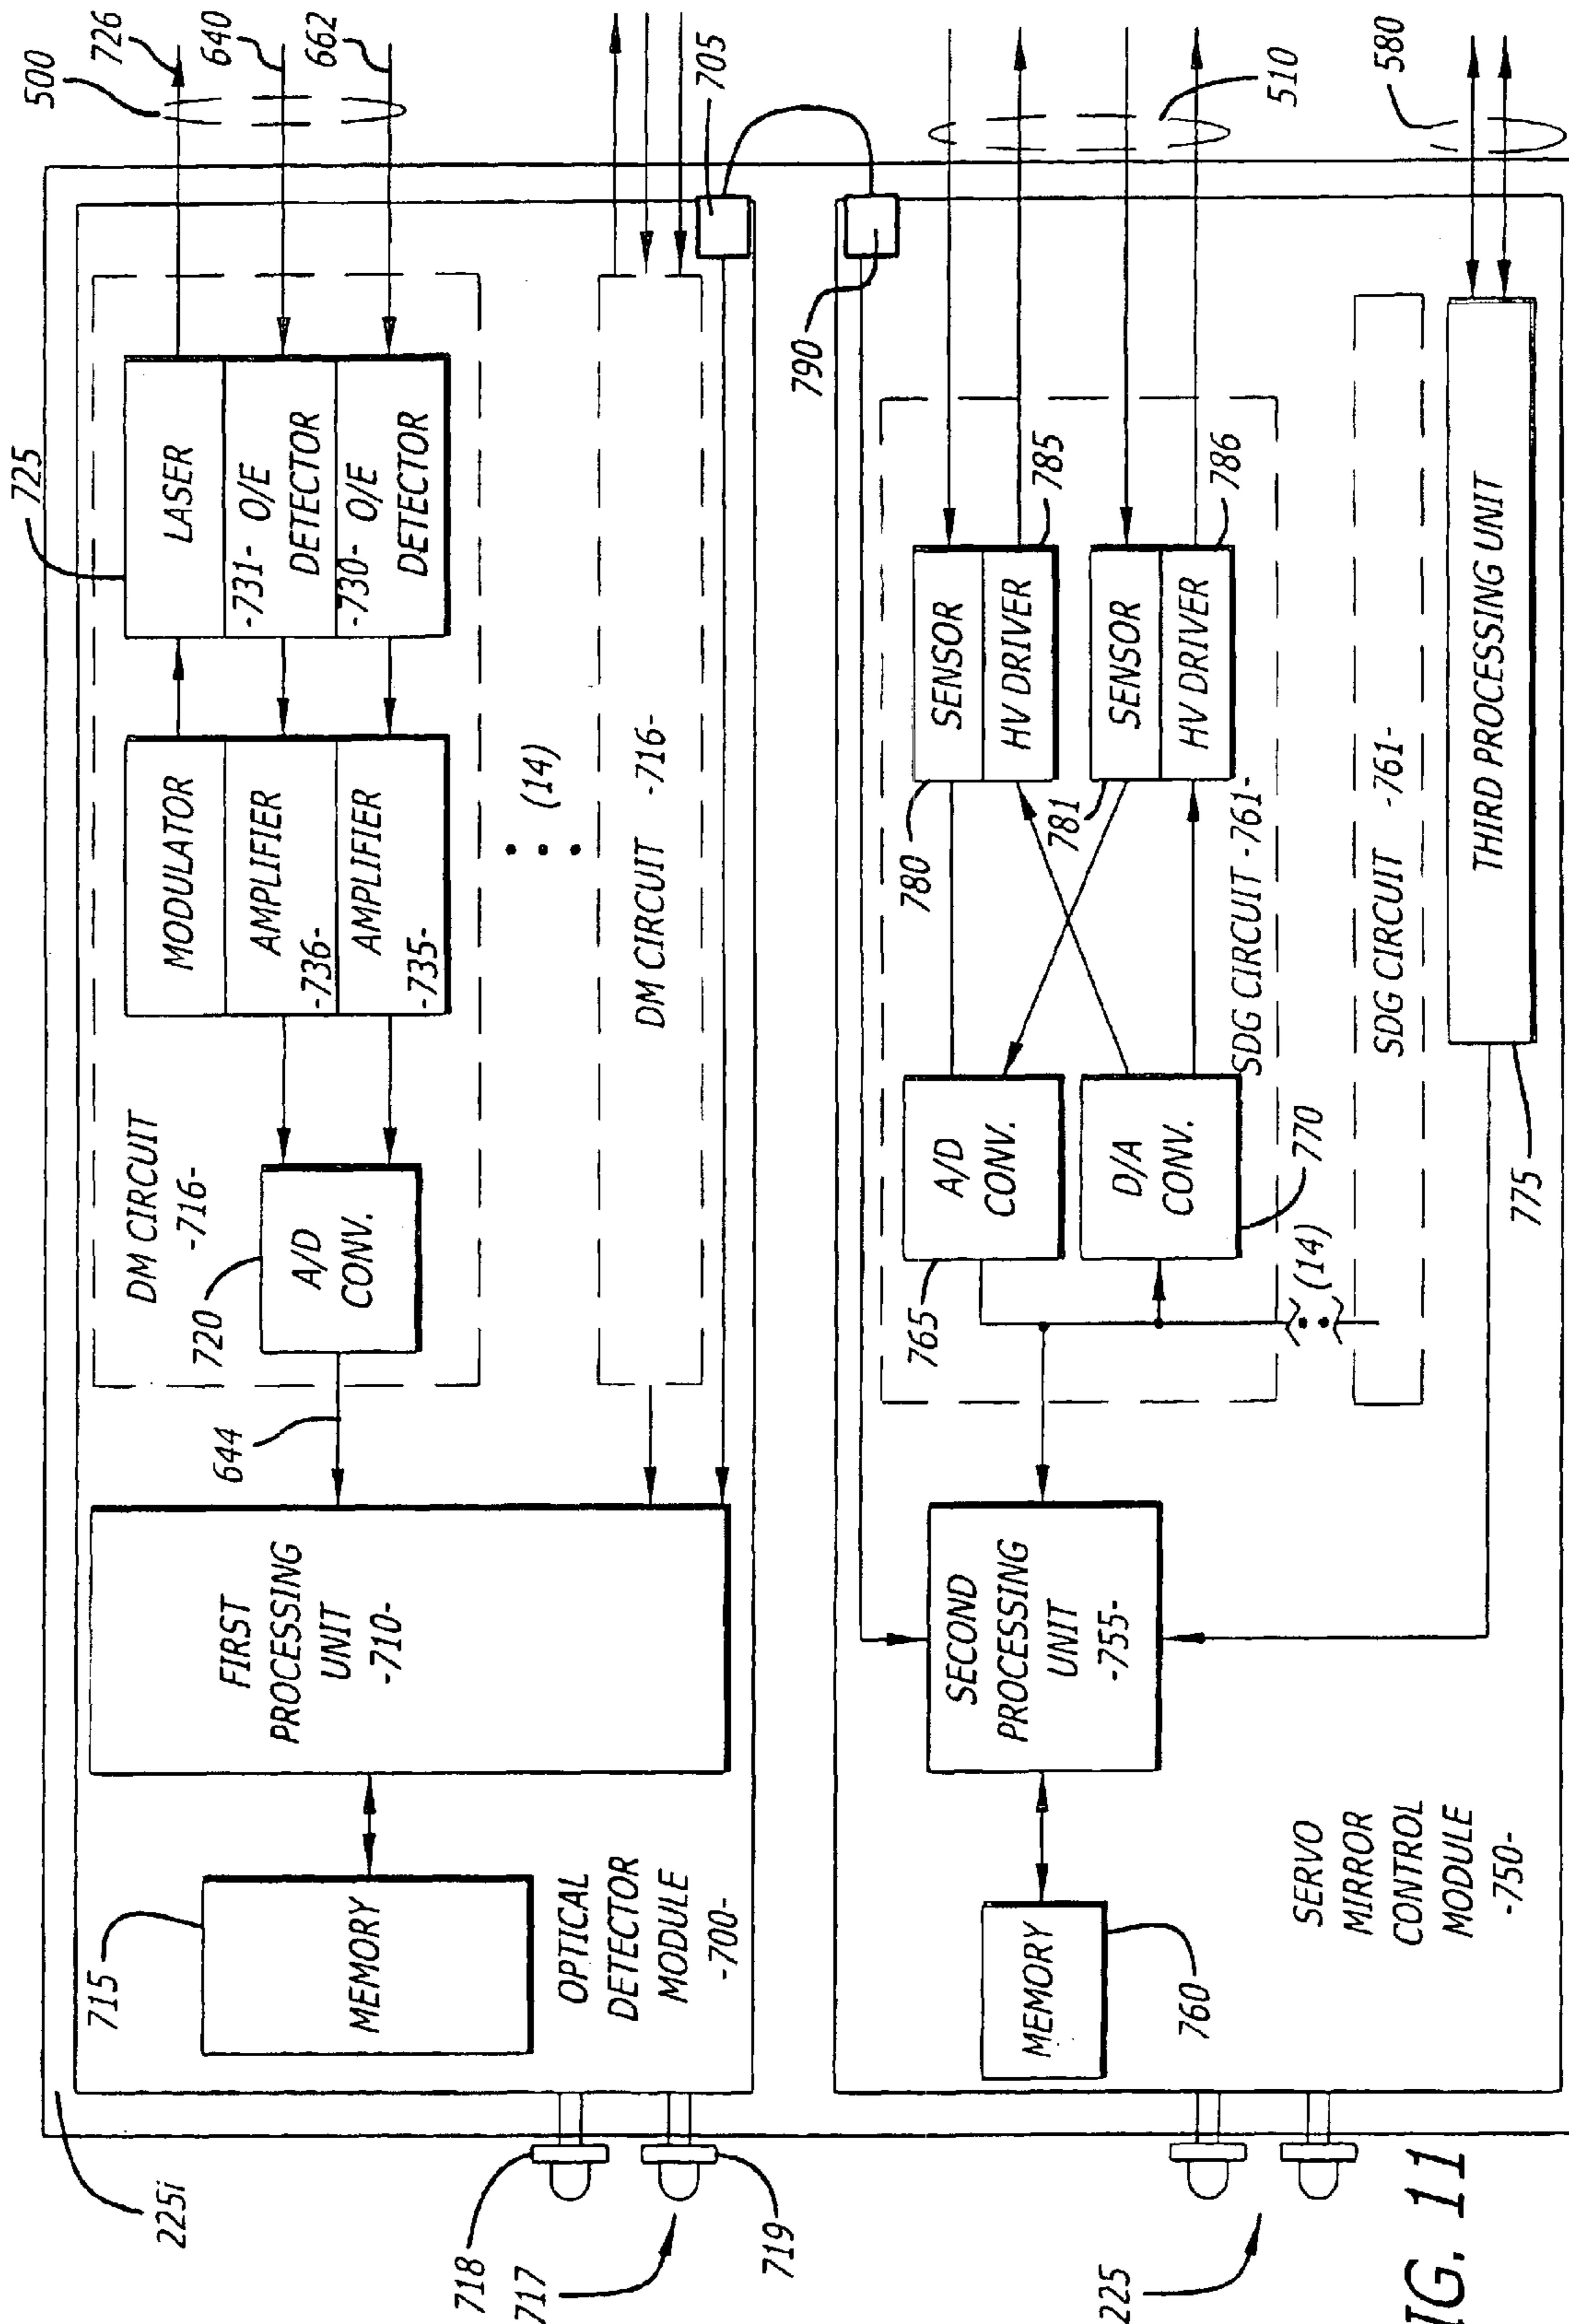 500
726
640
662
725
LASER
-731- O/E
DETECTOR
-730- O/E
DETECTOR
MODULATOR
AMPLIFIER
-736-
AMPLIFIER
-735-
DM CIRCUIT
-716-
720
A/D
CONV.
644
(14)
DM CIRCUIT -716-
705
FIRST
PROCESSING
UNIT
-710-
715
MEMORY
OPTICAL
DETECTOR
MODULE
-700-
225i
718
717
719
790
510
580
780
SENSOR
HV DRIVER
785
781
SENSOR
HV DRIVER
786
765
A/D
CONV.
D/A
CONV.
770
SDG CIRCUIT -761-
(14)
SDG CIRCUIT -761-
THIRD PROCESSING UNIT
775
SECOND
PROCESSING
UNIT
-755-
MEMORY
760
SERVO
MIRROR
CONTROL
MODULE
-750-
225
IG. 11